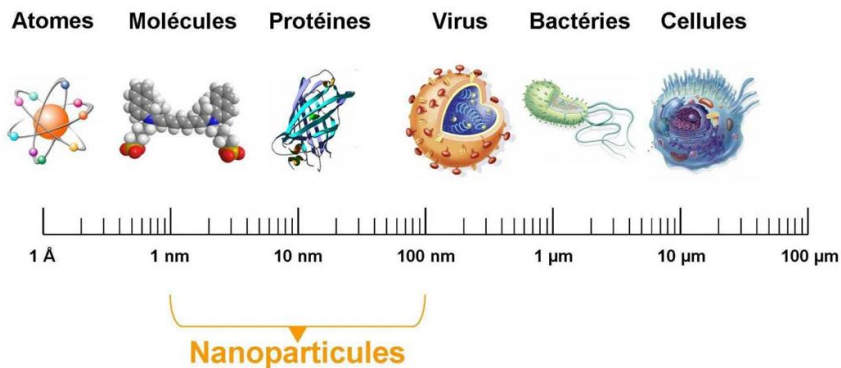 Atomes Molécules Protéines Virus Bactéries Cellules
1 Å 1 nm 10 nm 100 nm 1 µm 10 µm 100 µm
Nanoparticules